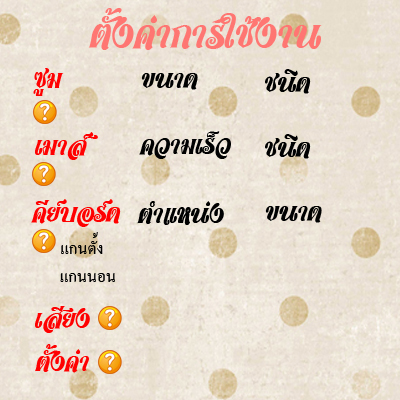 ตั้งค่าการใช้งาน
ซูม ขนาด ชนิด
?
เมาส์ ความเร็ว ชนิด
?
คีย์บอร์ด ตำแหน่ง ขนาด
? แกนตั้ง
แกนนอน
เสียง ?
ตั้งค่า ?